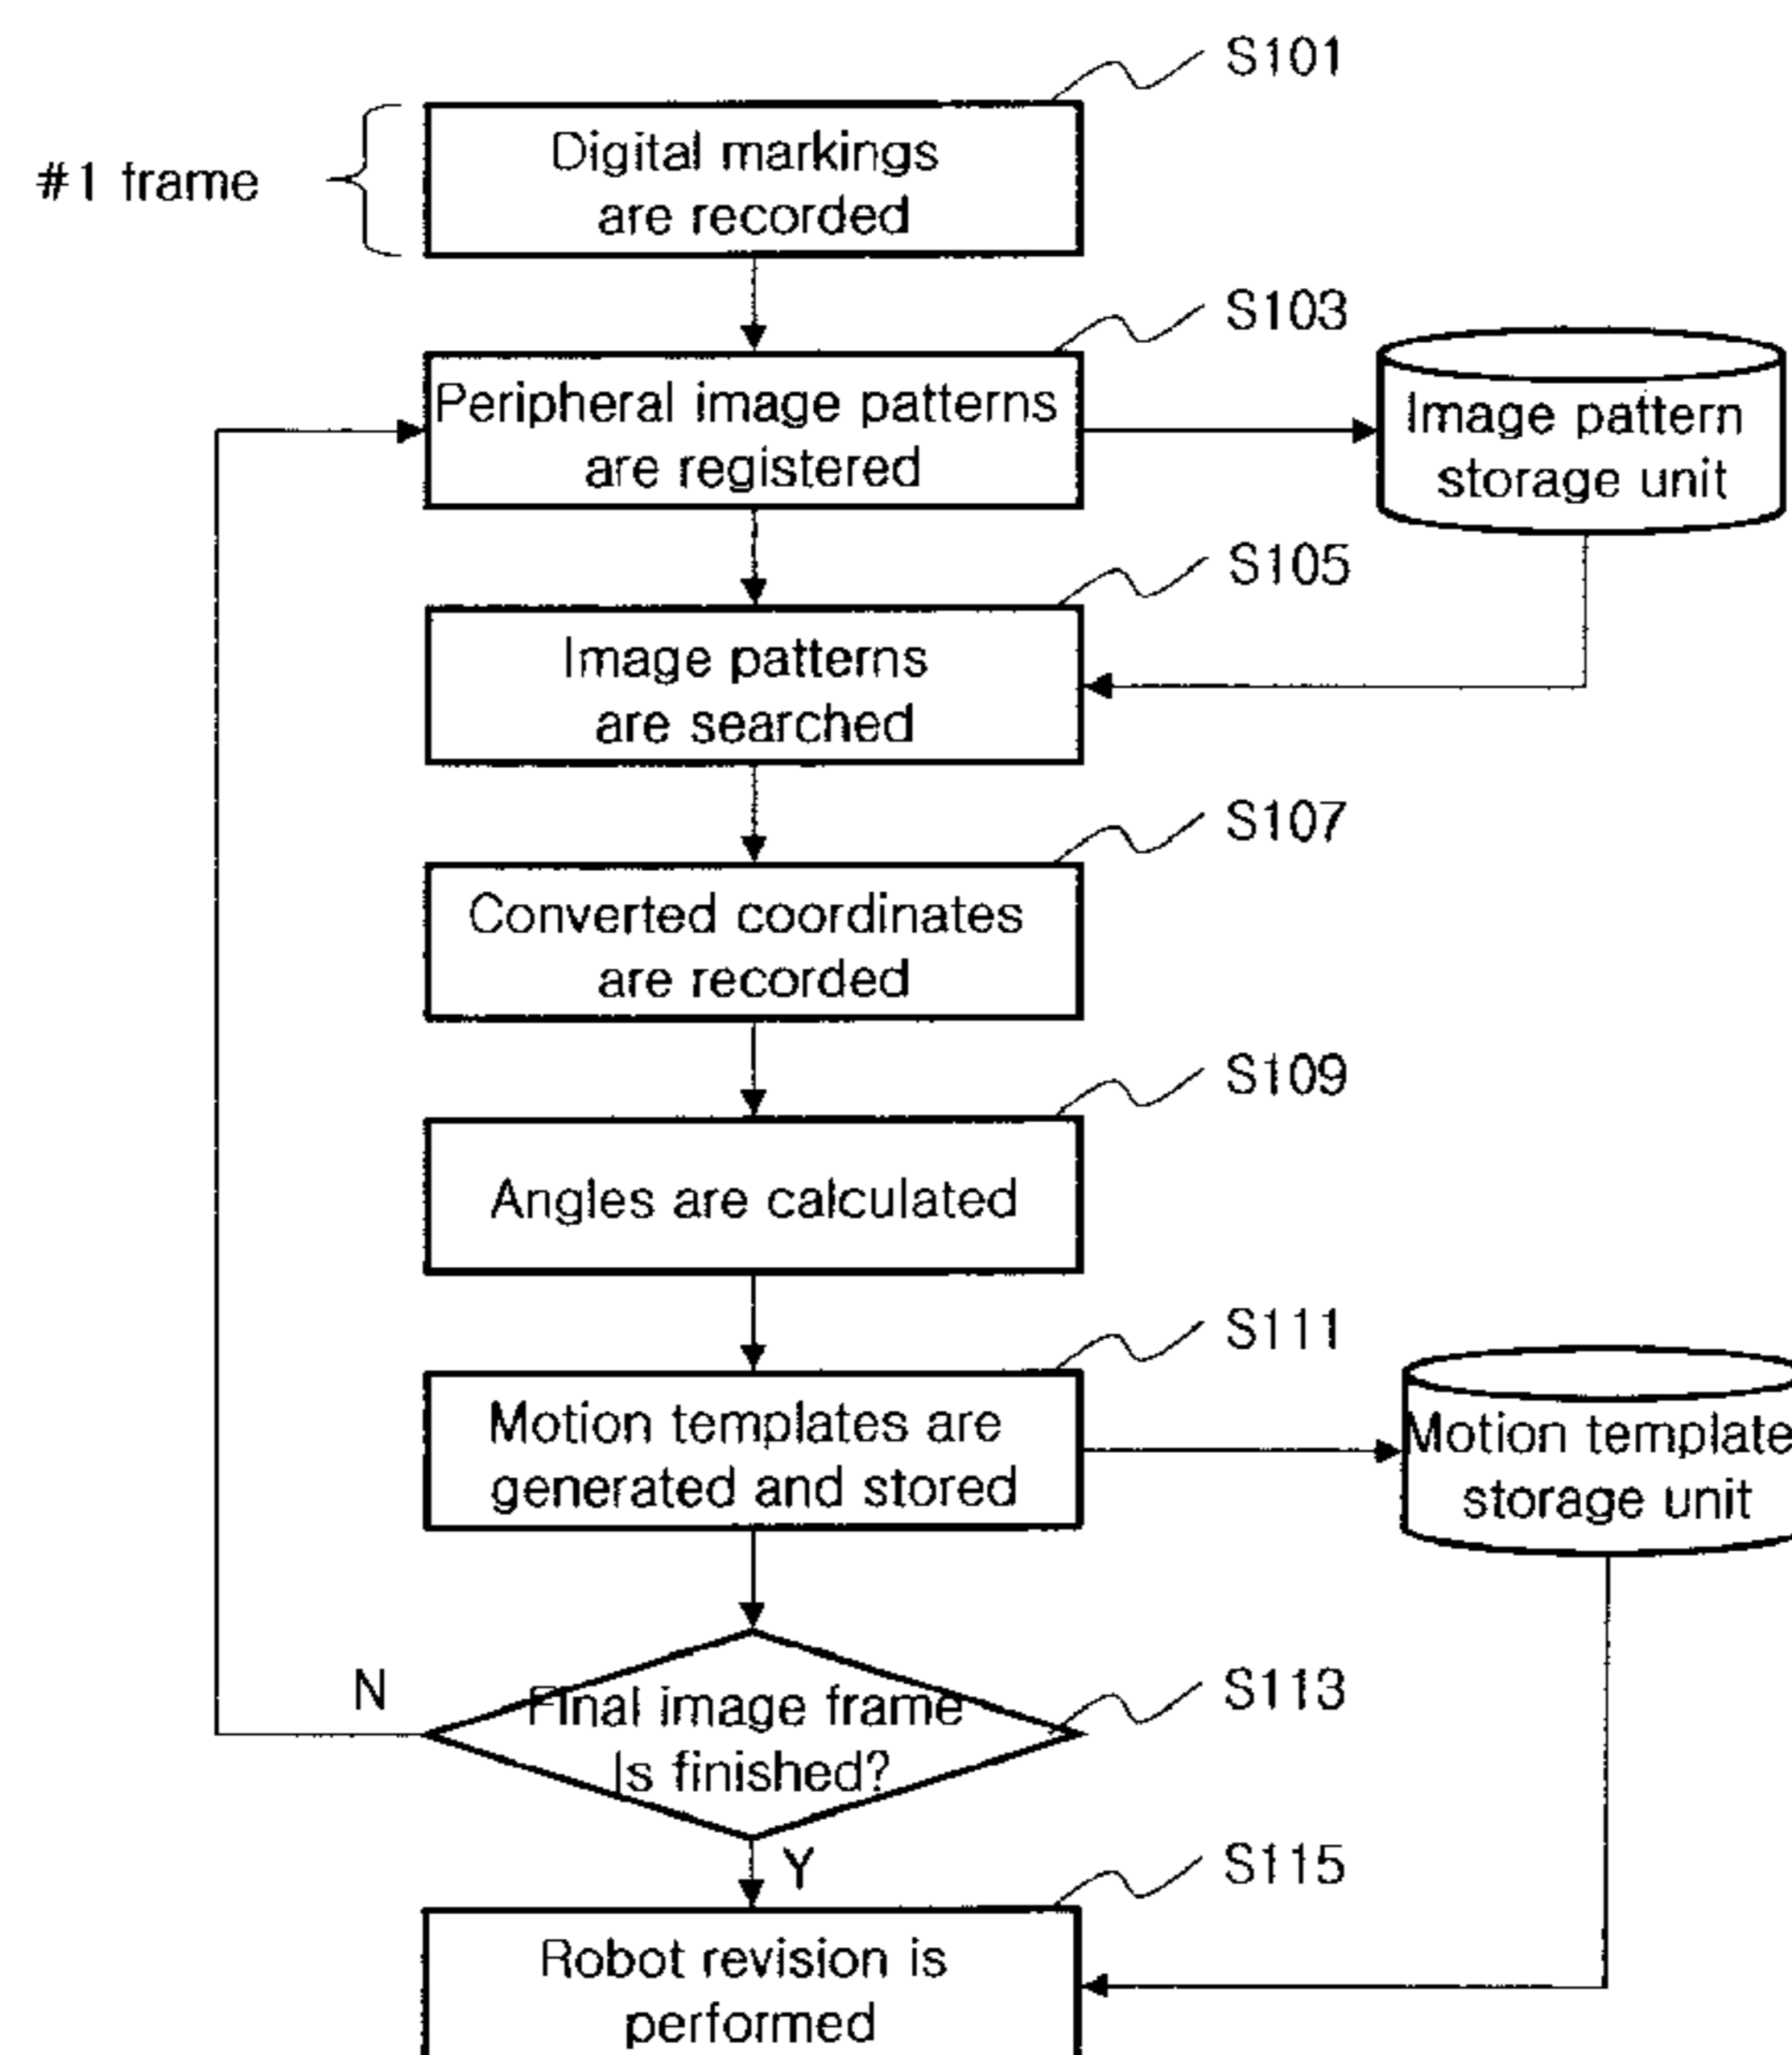 S101
#1 frame
Digital markings
are recorded
S103
Peripheral image patterns
are registered
Image pattern
storage unit
S105
Image patterns
are searched
S107
Converted coordinates
are recorded
S109
Angles are calculated
S111
Motion templates are
generated and stored
Motion template
storage unit
N
Final image frame
Is finished?
S113
Y
S115
Robot revision is
performed